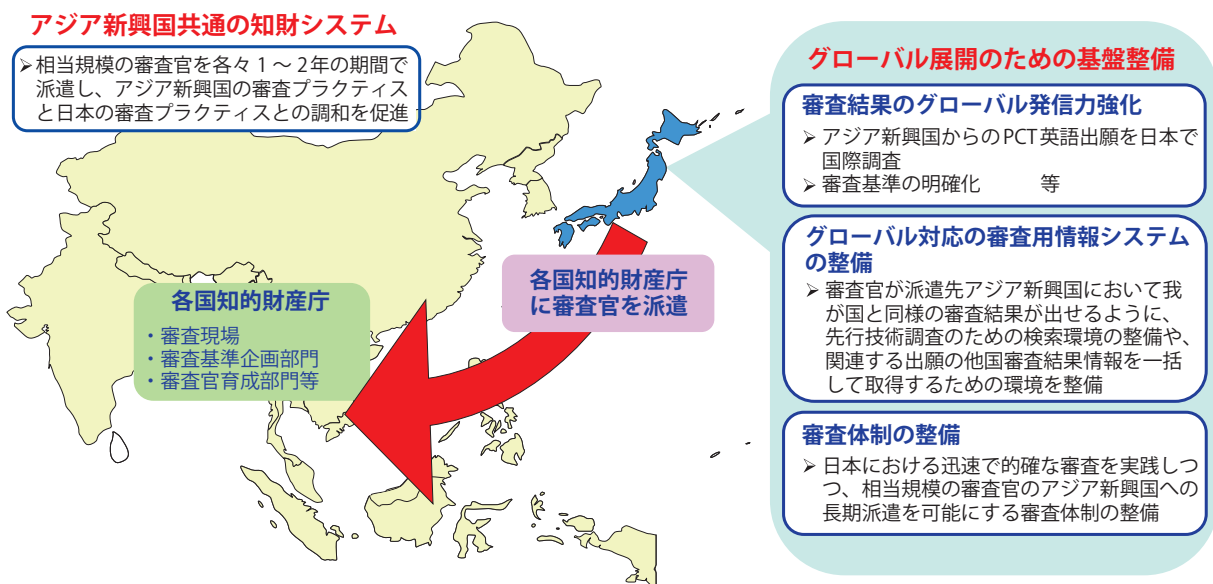 アジア新興国共通の知財システム
➢相当規模の審査官を各々１～２年の期間で
派遣し、アジア新興国の審査プラクティス
と日本の審査プラクティスとの調和を促進
各国知的財産庁
・審査現場
・審査基準企画部門
・審査官育成部門等
各国知的財産庁
に審査官を派遣
グローバル展開のための基盤整備
審査結果のグローバル発信力強化
➢ アジア新興国からのPCT英語出願を日本で
国際調査
➢ 審査基準の明確化　　　等
グローバル対応の審査用情報システム
の整備
➢ 審査官が派遣先アジア新興国において我
が国と同様の審査結果が出せるように、
先行技術調査のための検索環境の整備や、
関連する出願の他国審査結果情報を一括
して取得するための環境を整備
審査体制の整備
➢ 日本における迅速で的確な審査を実践しつ
つ、相当規模の審査官のアジア新興国への
長期派遣を可能にする審査体制の整備